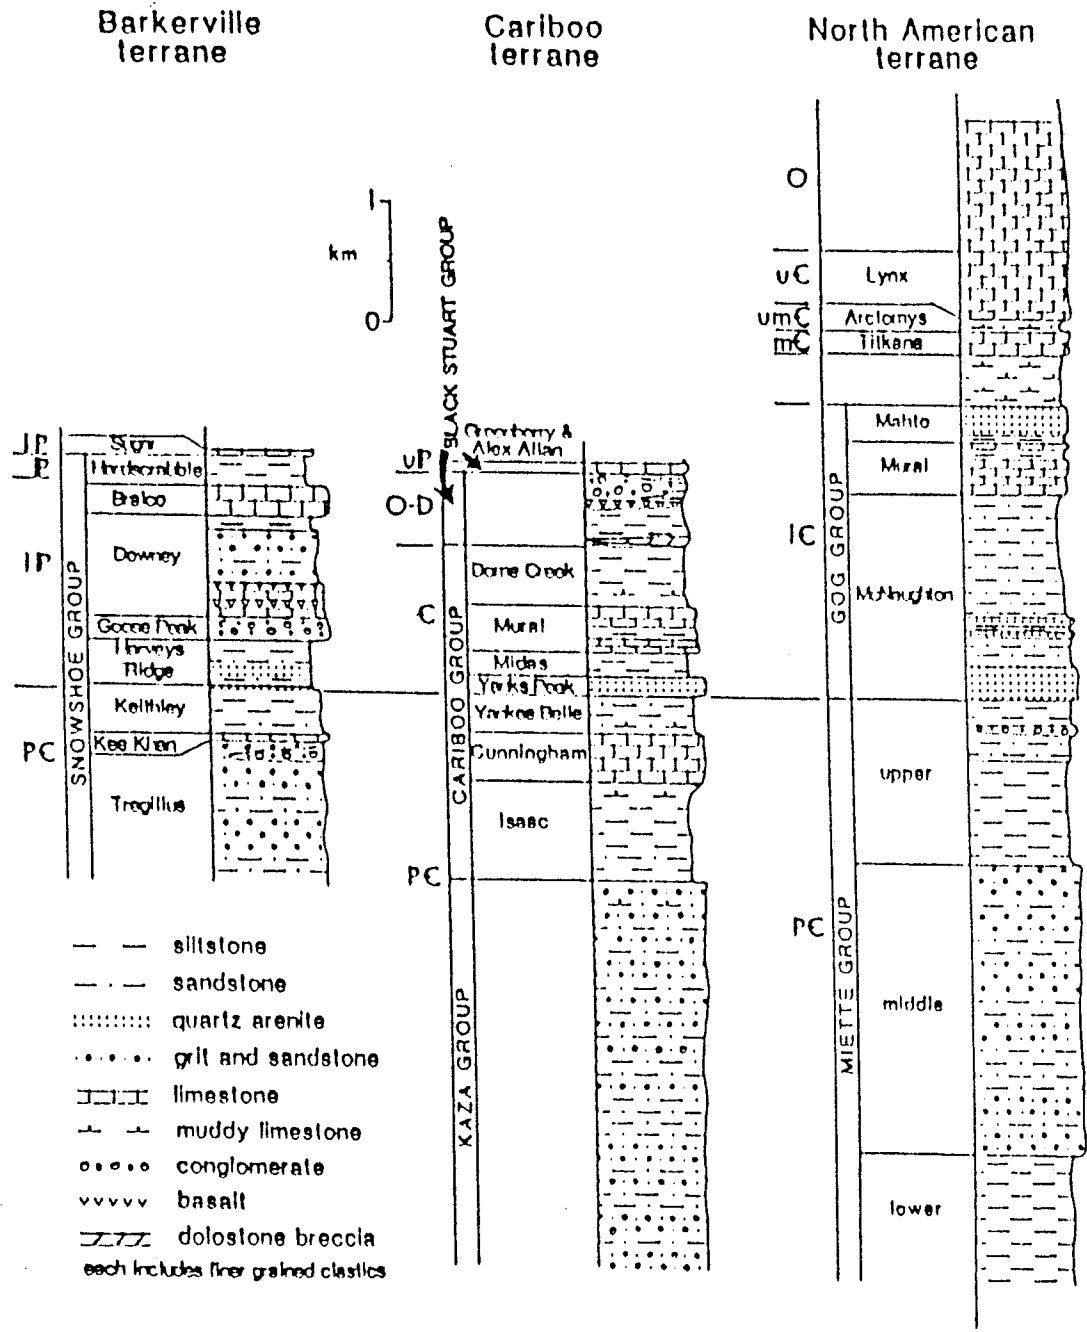 Barkerville
terrane
Cariboo
terrane
North American
terrane
1
km
0
BLACK STUART GROUP
SNOWSHOE GROUP
Hardscrabble
Bralco
Downey
Goose Peak
Harveys
Ridge
Keithley
Kee Khan
Tregillus
lP
PC
Greenberry &
Alex Allan
uP
O-D
Dome Creek
C
Mural
Midas
Yanks Peak
Yankee Belle
Cunningham
Isaac
PC
CARIBOO GROUP
KAZA GROUP
O
uC
Lynx
umC
Arctomys
mC
Titkana
Mahto
Mural
lC
McNaughton
upper
PC
middle
lower
GOG GROUP
MIETTE GROUP
siltstone
sandstone
quartz arenite
grit and sandstone
limestone
muddy limestone
conglomerate
basalt
dolostone breccia
each includes finer grained clastics